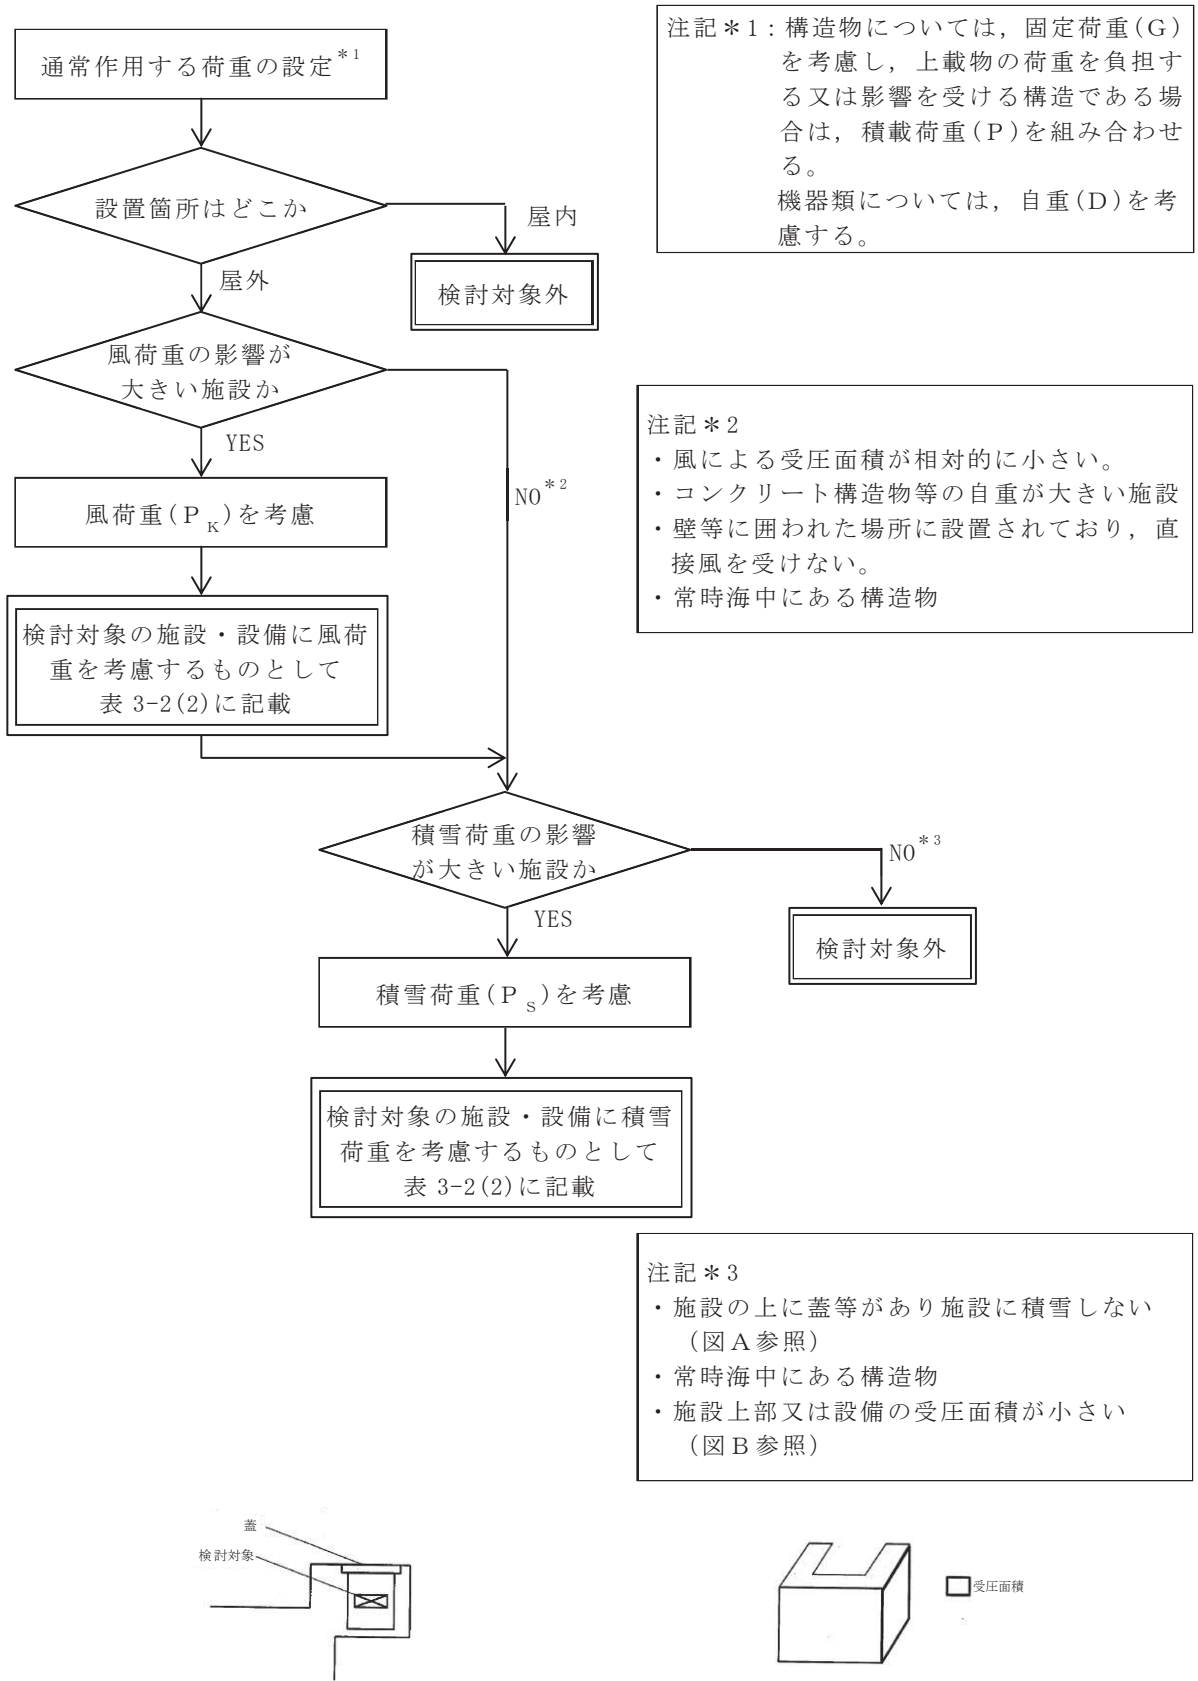 通常作用する荷重の設定＊1
設置箇所はどこか
屋内
検討対象外
屋外
風荷重の影響が
大きい施設か
YES
NO＊2
風荷重(ＰK)を考慮
検討対象の施設・設備に風荷
重を考慮するものとして
表 3-2(2)に記載
積雪荷重の影響
が大きい施設か
NO＊3
検討対象外
YES
積雪荷重(ＰS)を考慮
検討対象の施設・設備に積雪
荷重を考慮するものとして
表 3-2(2)に記載
注記＊1：構造物については，固定荷重(Ｇ)
を考慮し，上載物の荷重を負担す
る又は影響を受ける構造である場
合は，積載荷重(Ｐ)を組み合わせ
る。
機器類については，自重(Ｄ)を考
慮する。
注記＊2
・風による受圧面積が相対的に小さい。
・コンクリート構造物等の自重が大きい施設
・壁等に囲われた場所に設置されており，直
接風を受けない。
・常時海中にある構造物
注記＊3
・施設の上に蓋等があり施設に積雪しない
（図Ａ参照）
・常時海中にある構造物
・施設上部又は設備の受圧面積が小さい
（図Ｂ参照）
蓋
検討対象
受圧面積